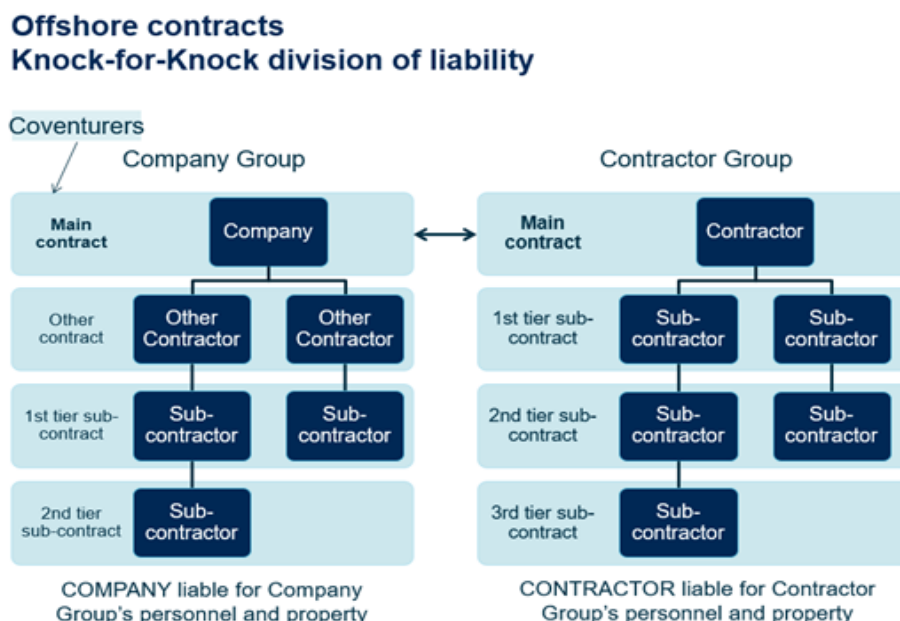 Offshore contracts
Knock-for-Knock division of liability
Coventurers
Company Group
Contractor Group
Main
contract
Company
Main
contract
Contractor
Other
contract
Other
Contractor
Other
Contractor
1st tier sub-
contract
Sub-
contractor
Sub-
contractor
1st tier sub-
contract
Sub-
contractor
Sub-
contractor
2nd tier sub-
contract
Sub-
contractor
Sub-
contractor
2nd tier
sub-contract
Sub-
contractor
3rd tier sub-
contract
Sub-
contractor
COMPANY liable for Company
Group's personnel and property
CONTRACTOR liable for Contractor
Group's personnel and property